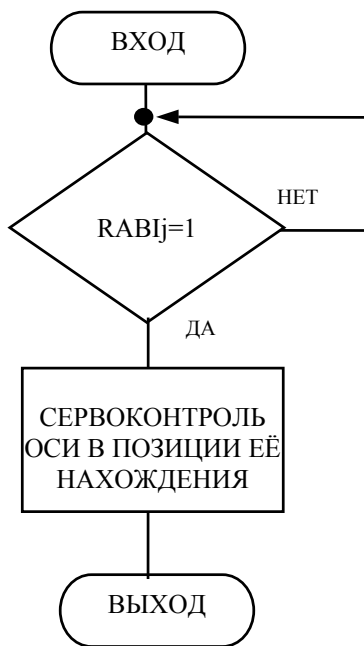 ВХОД
RABIj=1
НЕТ
ДА
СЕРВОКОНТРОЛЬ
ОСИ В ПОЗИЦИИ ЕЁ
НАХОЖДЕНИЯ
ВЫХОД